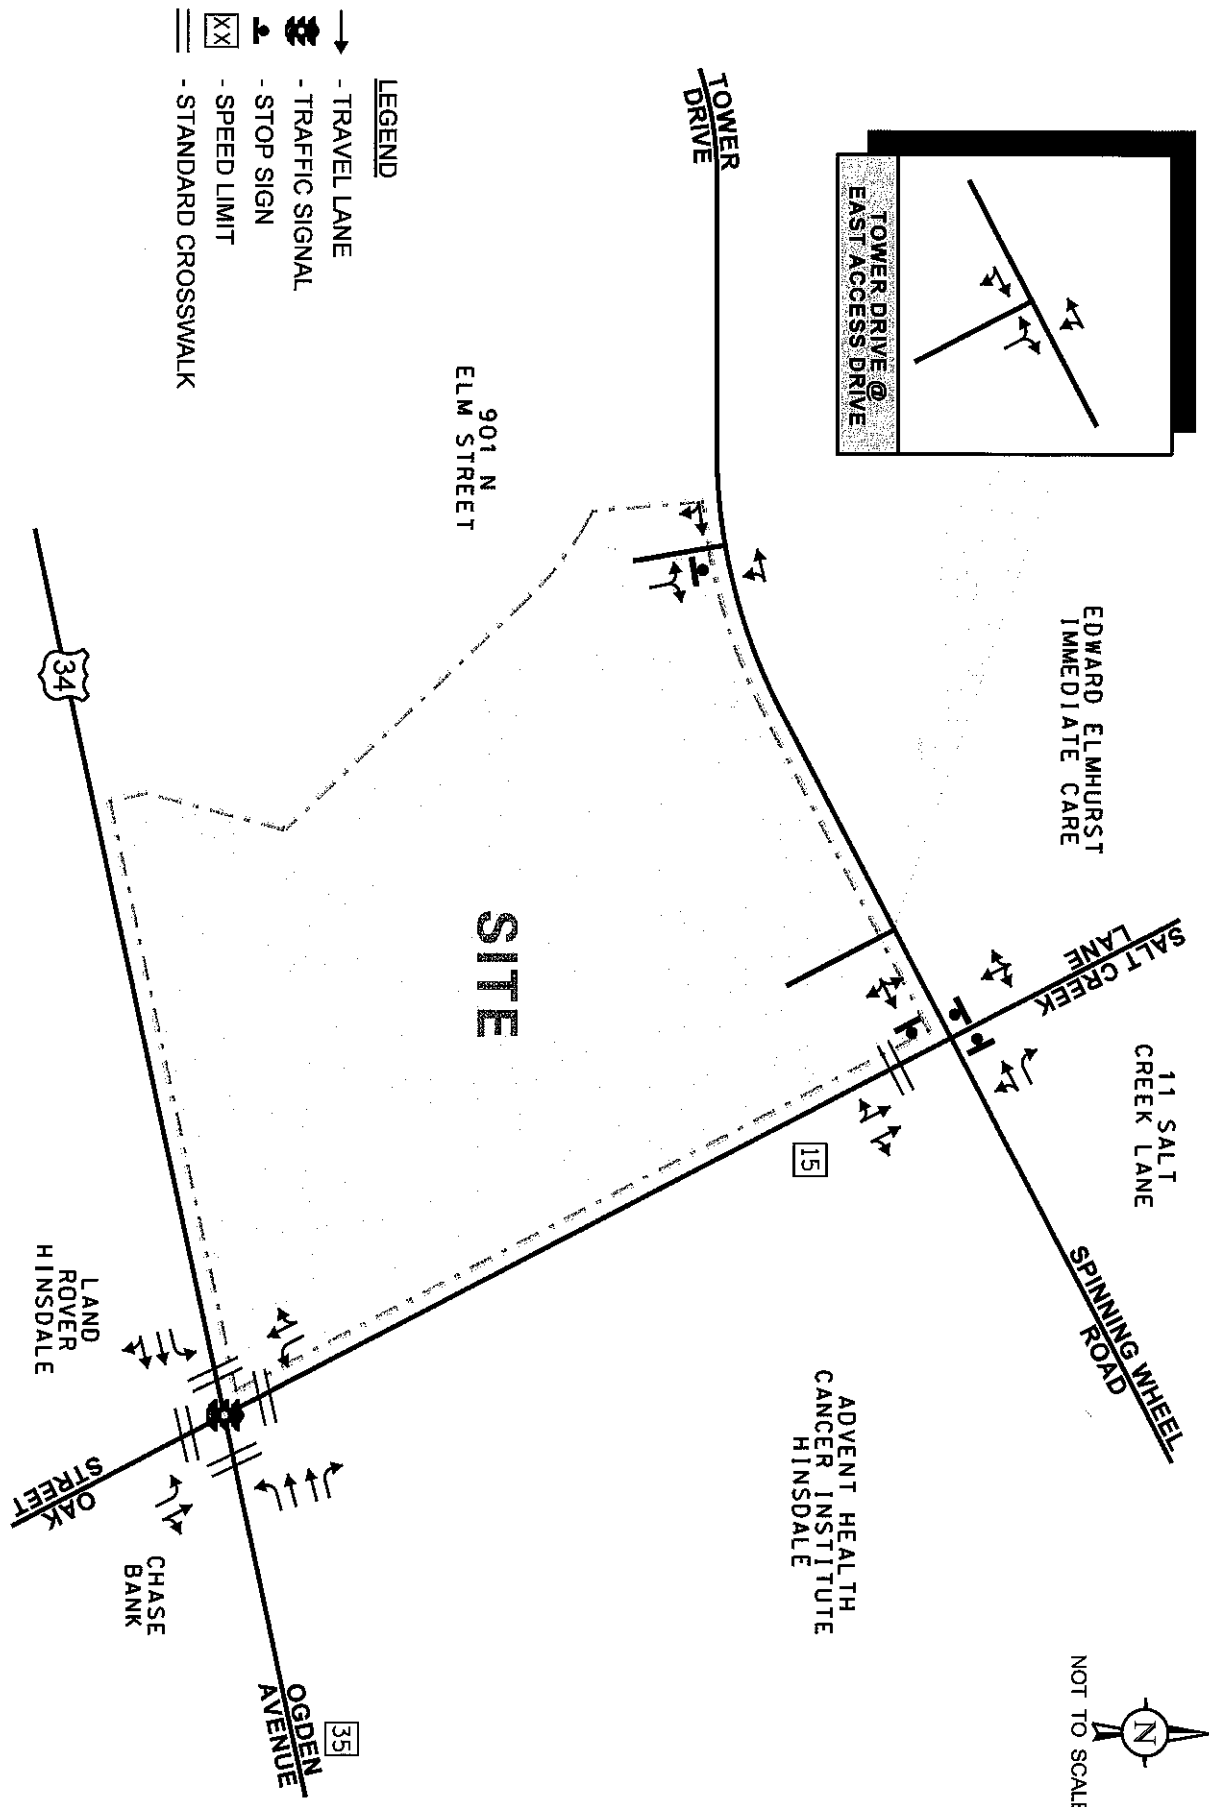 TOWER DRIVE @
EAST ACCESS DRIVE
TOWER
DRIVE
LEGEND
- TRAVEL LANE
- TRAFFIC SIGNAL
- STOP SIGN
XX
- SPEED LIMIT
- STANDARD CROSSWALK
EDWARD ELMHURST
IMMEDIATE CARE
SALT CREEK
LANE
11 SALT
CREEK LANE
SPINNING WHEEL
ROAD
901 N
ELM STREET
SITE
15
ADVENT HEALTH
CANCER INSTITUTE
HINSDALE
34
LAND
ROVER
HINSDALE
OAK
STREET
CHASE
BANK
OGDEN
AVENUE
35
N
NOT TO SCALE